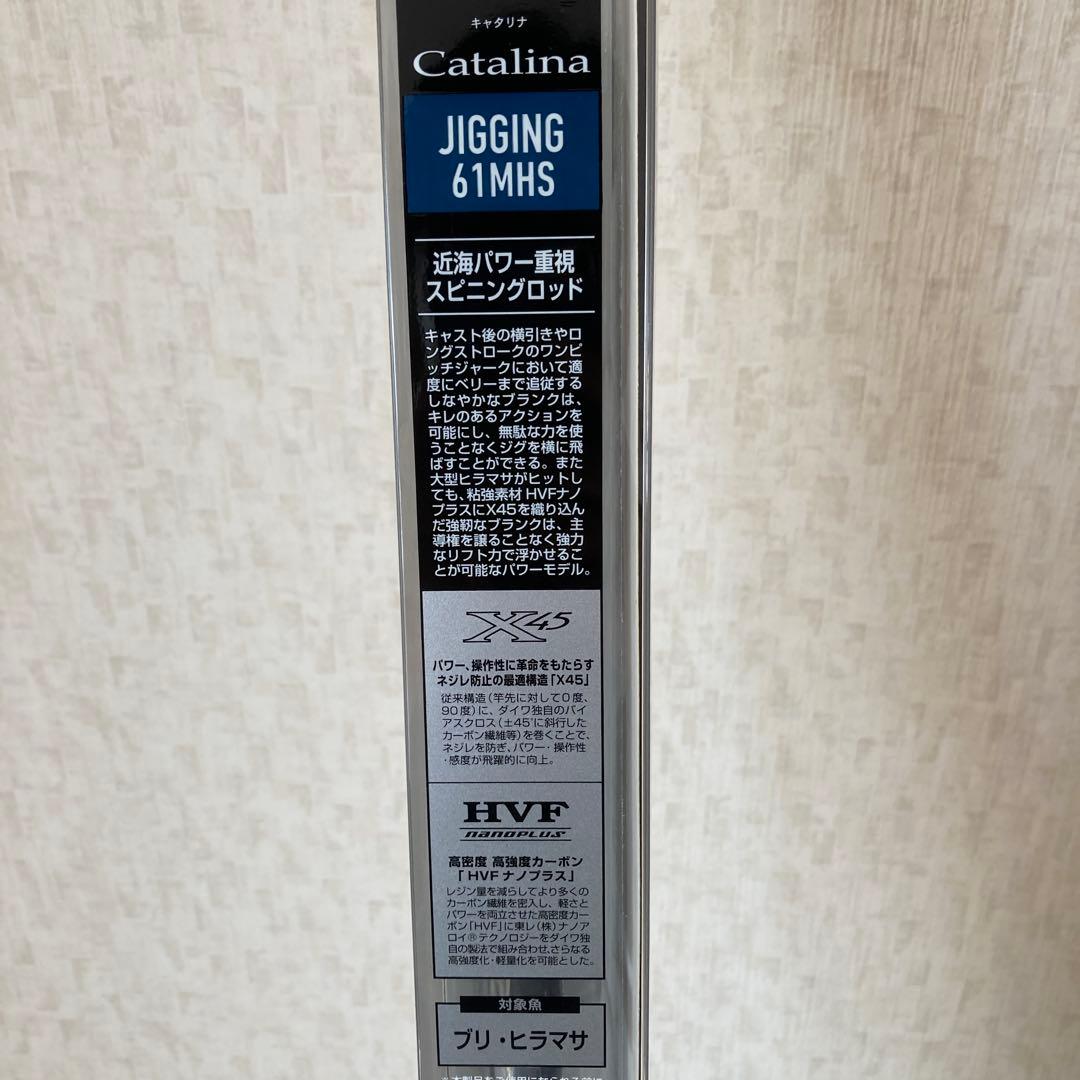 キャタリナ
Catalina
JIGGING
61MHS
近海パワー重視
スピニングロッド
キャスト後の横引きやロ
ングストロークのワンピ
ッチジャークにおいて適
度にベリーまで追従する
しなやかなブランクは、
キレのあるアクションを
可能にし、無駄な力を使
うことなくジグを横に飛
ばすことができる。また
大型ヒラマサがヒットし
ても、粘強素材HVFナノ
プラスにX45を織り込ん
だ強靭なブランクは、主
導権を譲ることなく強力
なリフト力で浮かせるこ
とが可能なパワーモデル。
X45
パワー、操作性に革命をもたらす
ネジレ防止の最適構造「X45」
従来構造(竿先に対して0度、
90度)に、ダイワ独自のバイ
アスクロス(±45°に斜行した
カーボン繊維等)を巻くことで、
ネジレを防ぎ、パワー・操作性
・感度が飛躍的に向上。
HVF
nanoPLUS
高密度 高強度カーボン
「HVF ナノプラス」
レジン量を減らしてより多くの
カーボン繊維を密入し、軽さと
パワーを両立させた高密度カー
ボン「HVF」に東レ(株)ナノア
ロイ®テクノロジーをダイワ独
自の製法で組み合わせ、さらなる
高強度化・軽量化を可能とした。
対象魚
ブリ・ヒラマサ
※本製品をご使用になられる前に